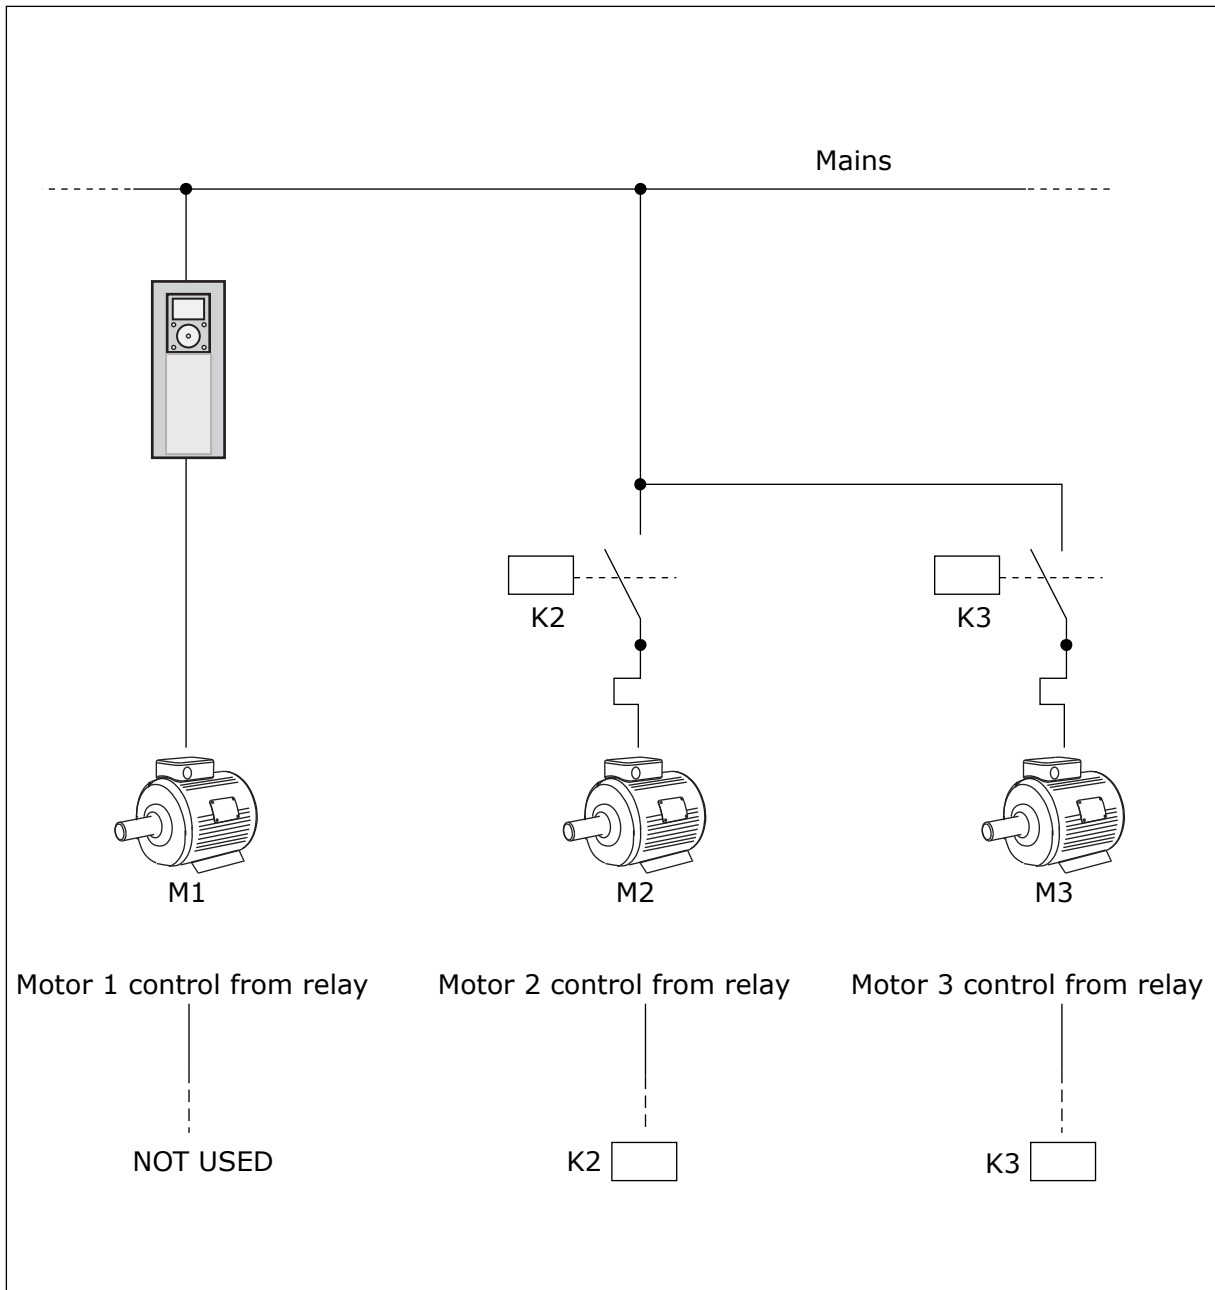 Mains
K2
K3
M1
M2
M3
Motor 1 control from relay
Motor 2 control from relay
Motor 3 control from relay
NOT USED
K2
K3